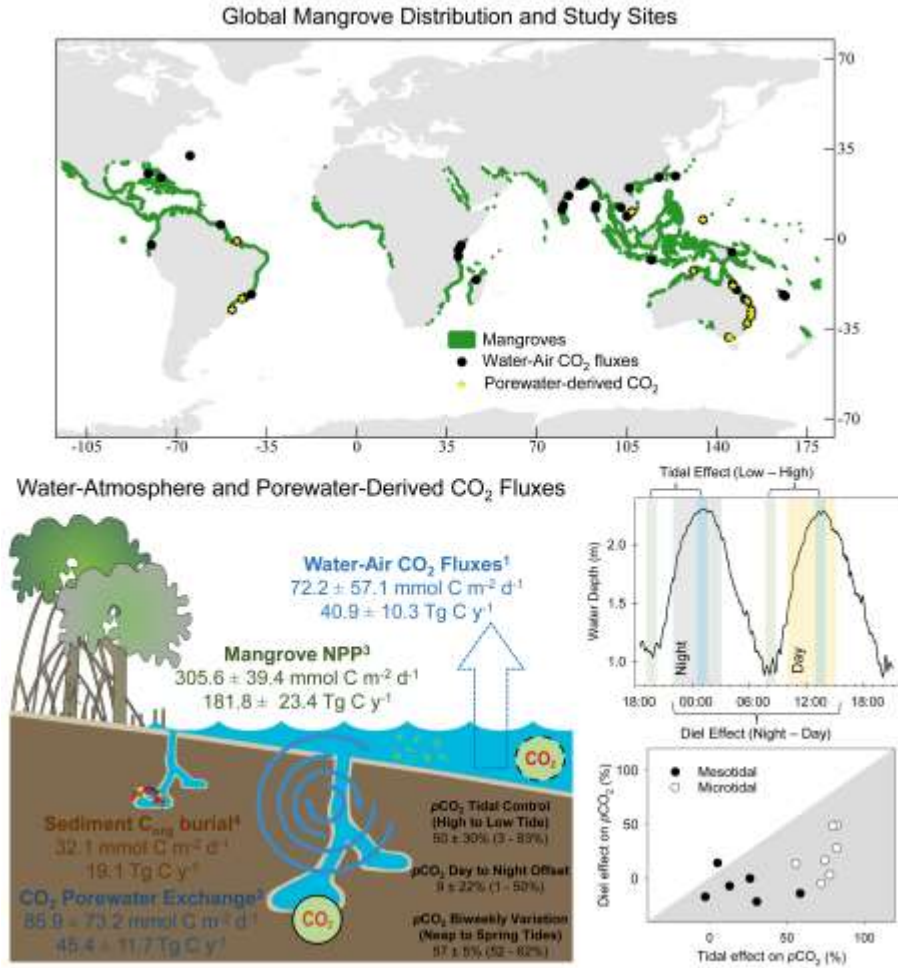 Global Mangrove Distribution and Study Sites
70
35
0
-35
-70
Mangroves
Water-Air CO₂ fluxes
Porewater-derived CO₂
-105 -70 -35 0 35 70 105 140 175
Water-Atmosphere and Porewater-Derived CO₂ Fluxes
Water-Air CO₂ Fluxes¹
72.2 ± 57.1 mmol C m⁻² d⁻¹
40.9 ± 10.3 Tg C y⁻¹
Mangrove NPP³
305.6 ± 39.4 mmol C m⁻² d⁻¹
181.8 ± 23.4 Tg C y⁻¹
CO₂
Sediment Corg burial⁴
32.1 mmol C m⁻² d⁻¹
19.1 Tg C y⁻¹
CO₂ Porewater Exchange²
85.9 ± 73.2 mmol C m⁻² d⁻¹
45.4 ± 11.7 Tg C y⁻¹
CO₂
pCO₂ Tidal Control
(High to Low Tide)
50 ± 30% (3 - 83%)
pCO₂ Day to Night Offset
9 ± 22% (1 - 50%)
pCO₂ Biweekly Variation
(Neap to Spring Tides)
57 ± 5% (52 - 62%)
Tidal Effect (Low – High)
Water Depth (m)
2.0
1.5
1.0
Night
Day
18:00 00:00 06:00 12:00 18:00
Diel Effect (Night – Day)
Diel effect on pCO₂ (%)
100
50
0
Mesotidal
Microtidal
0 50 100
Tidal effect on pCO₂ (%)